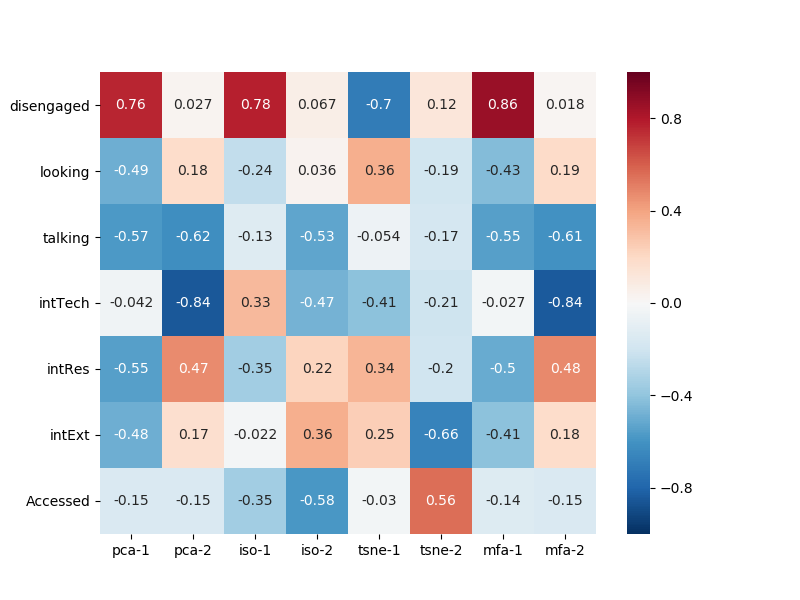 disengaged 0.76 0.027 0.78 0.067 -0.7 0.12 0.86 0.018
looking -0.49 0.18 -0.24 0.036 0.36 -0.19 -0.43 0.19
talking -0.57 -0.62 -0.13 -0.53 -0.054 -0.17 -0.55 -0.61
intTech -0.042 -0.84 0.33 -0.47 -0.41 -0.21 -0.027 -0.84
intRes -0.55 0.47 -0.35 0.22 0.34 -0.2 -0.5 0.48
intExt -0.48 0.17 -0.022 0.36 0.25 -0.66 -0.41 0.18
Accessed -0.15 -0.15 -0.35 -0.58 -0.03 0.56 -0.14 -0.15
pca-1 pca-2 iso-1 iso-2 tsne-1 tsne-2 mfa-1 mfa-2
0.8
0.4
0.0
−0.4
−0.8